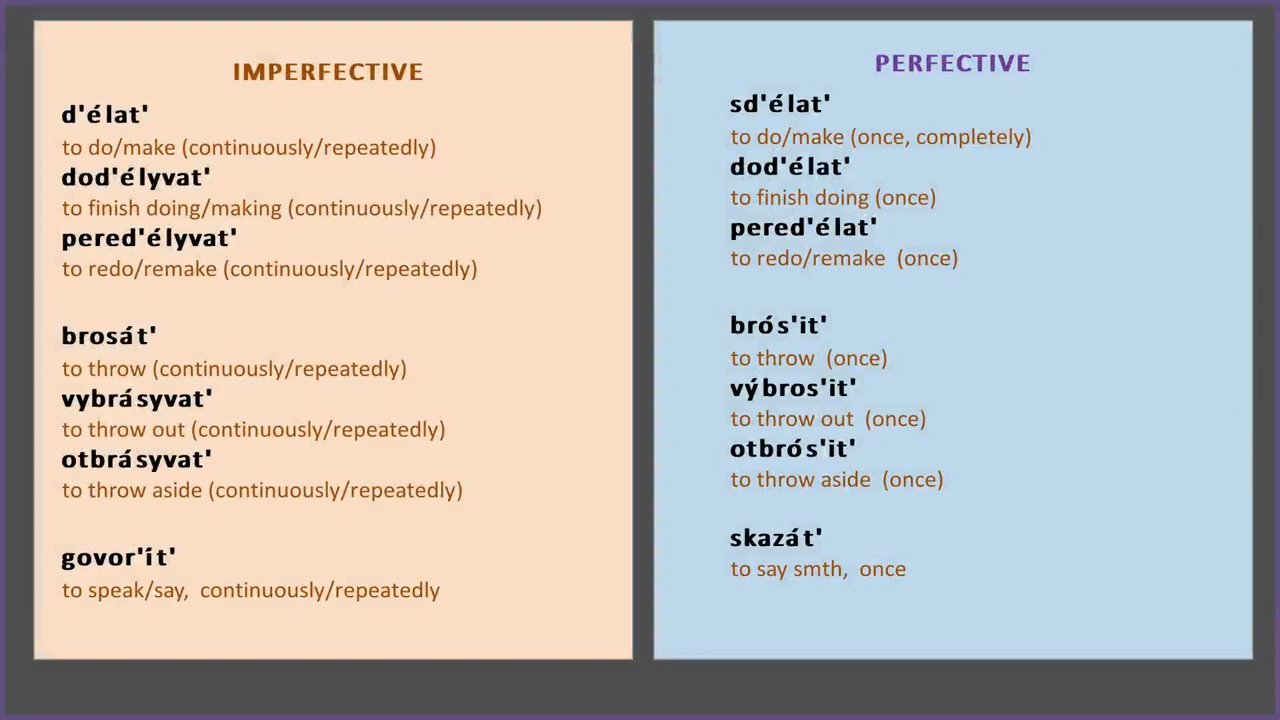 IMPERFECTIVE
d'élat'
to do/make (continuously/repeatedly)
dod'élyvat'
to finish doing/making (continuously/repeatedly)
pered'élyvat'
to redo/remake (continuously/repeatedly)
brosát'
to throw (continuously/repeatedly)
vybrásyvat'
to throw out (continuously/repeatedly)
otbrásyvat'
to throw aside (continuously/repeatedly)
govor'ít'
to speak/say, continuously/repeatedly
PERFECTIVE
sd'élat'
to do/make (once, completely)
dod'élat'
to finish doing (once)
pered'élat'
to redo/remake (once)
brós'it'
to throw (once)
výbros'it'
to throw out (once)
otbrós'it'
to throw aside (once)
skazát'
to say smth, once